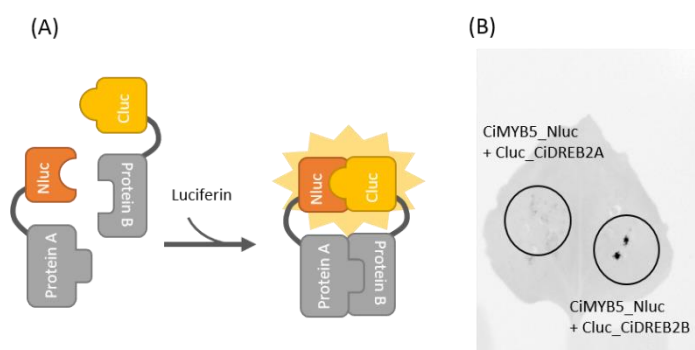 (A)
Cluc
Nluc
Protein B
Protein A
Luciferin
Nluc
Cluc
Protein A
Protein B
(B)
CiMYB5_Nluc
+ Cluc_CiDREB2A
CiMYB5_Nluc
+ Cluc_CiDREB2B